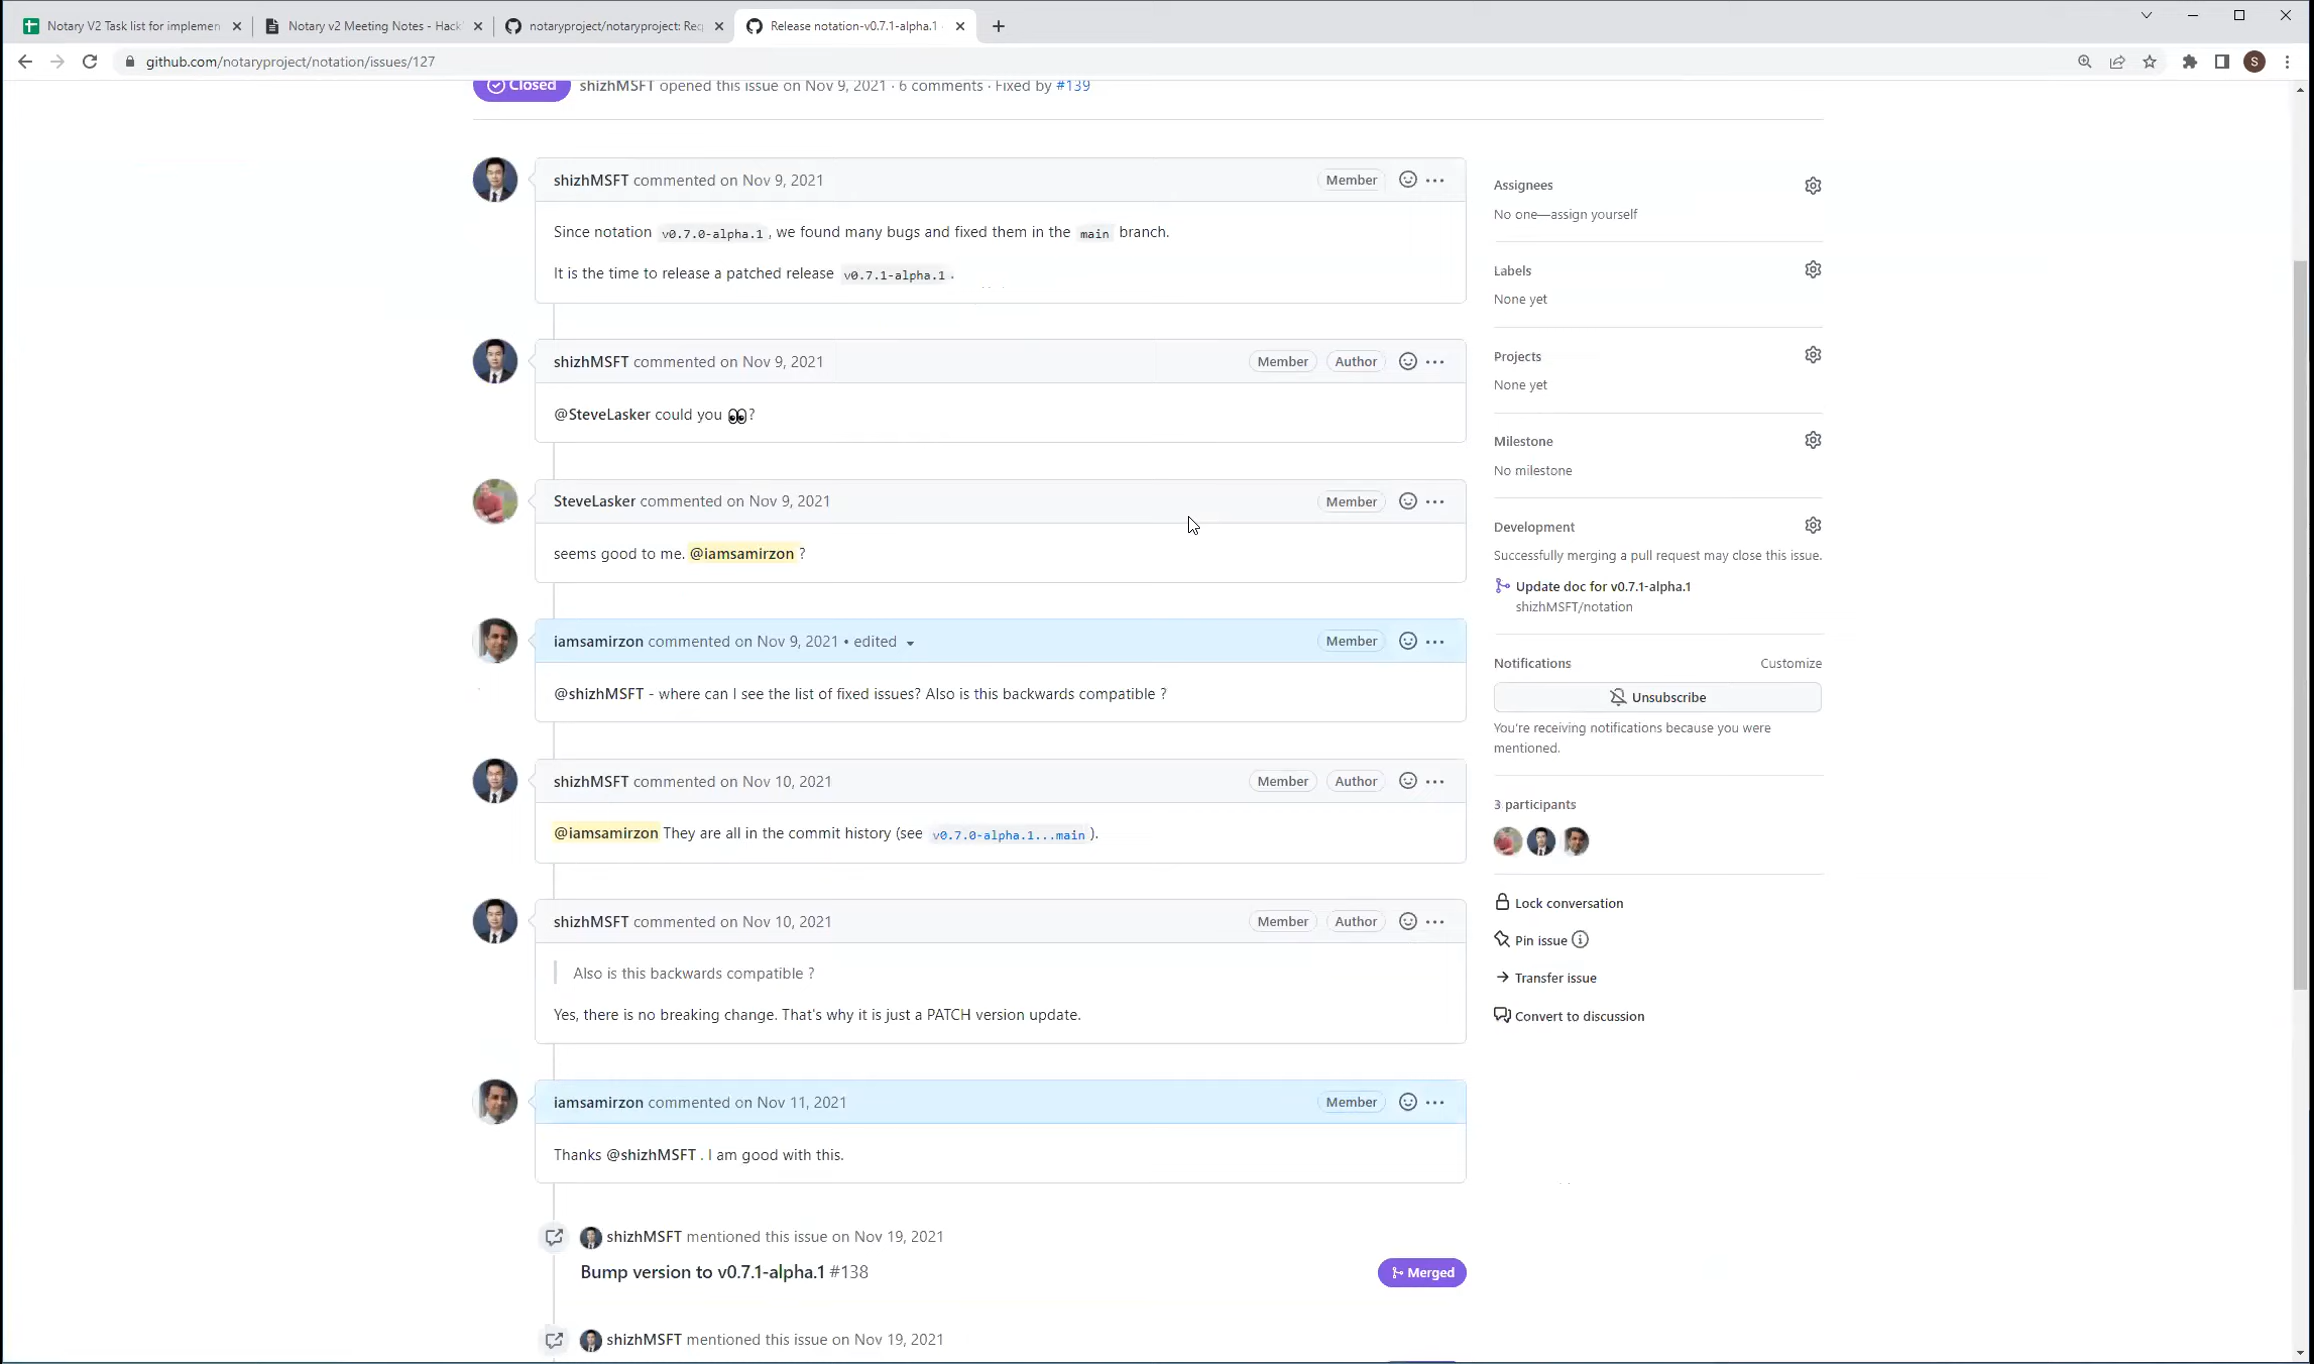 Notary V2 Task list for implemen
Notary v2 Meeting Notes - Hack
notaryproject/notaryproject: Req
Release notation-v0.7.1-alpha.1
github.com/notaryproject/notation/issues/127
S
Closed shizhMSFT opened this issue on Nov 9, 2021 · 6 comments · Fixed by #139
shizhMSFT commented on Nov 9, 2021 Member
Since notation v0.7.0-alpha.1, we found many bugs and fixed them in the main branch.
It is the time to release a patched release v0.7.1-alpha.1.
shizhMSFT commented on Nov 9, 2021 Member Author
@SteveLasker could you 👀?
SteveLasker commented on Nov 9, 2021 Member
seems good to me. @iamsamirzon ?
iamsamirzon commented on Nov 9, 2021 • edited Member
@shizhMSFT - where can I see the list of fixed issues? Also is this backwards compatible ?
shizhMSFT commented on Nov 10, 2021 Member Author
@iamsamirzon They are all in the commit history (see v0.7.0-alpha.1...main).
shizhMSFT commented on Nov 10, 2021 Member Author
Also is this backwards compatible ?
Yes, there is no breaking change. That's why it is just a PATCH version update.
iamsamirzon commented on Nov 11, 2021 Member
Thanks @shizhMSFT . I am good with this.
shizhMSFT mentioned this issue on Nov 19, 2021
Bump version to v0.7.1-alpha.1 #138 Merged
shizhMSFT mentioned this issue on Nov 19, 2021
Assignees
No one—assign yourself
Labels
None yet
Projects
None yet
Milestone
No milestone
Development
Successfully merging a pull request may close this issue.
Update doc for v0.7.1-alpha.1
shizhMSFT/notation
Notifications Customize
Unsubscribe
You're receiving notifications because you were
mentioned.
3 participants
Lock conversation
Pin issue
Transfer issue
Convert to discussion